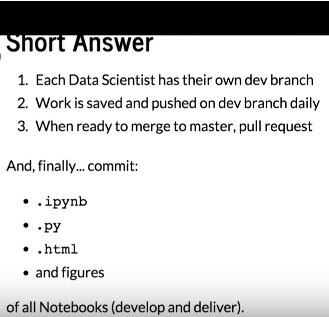 Short Answer
1. Each Data Scientist has their own dev branch
2. Work is saved and pushed on dev branch daily
3. When ready to merge to master, pull request
And, finally... commit:
• .ipynb
• .py
• .html
• and figures
of all Notebooks (develop and deliver).